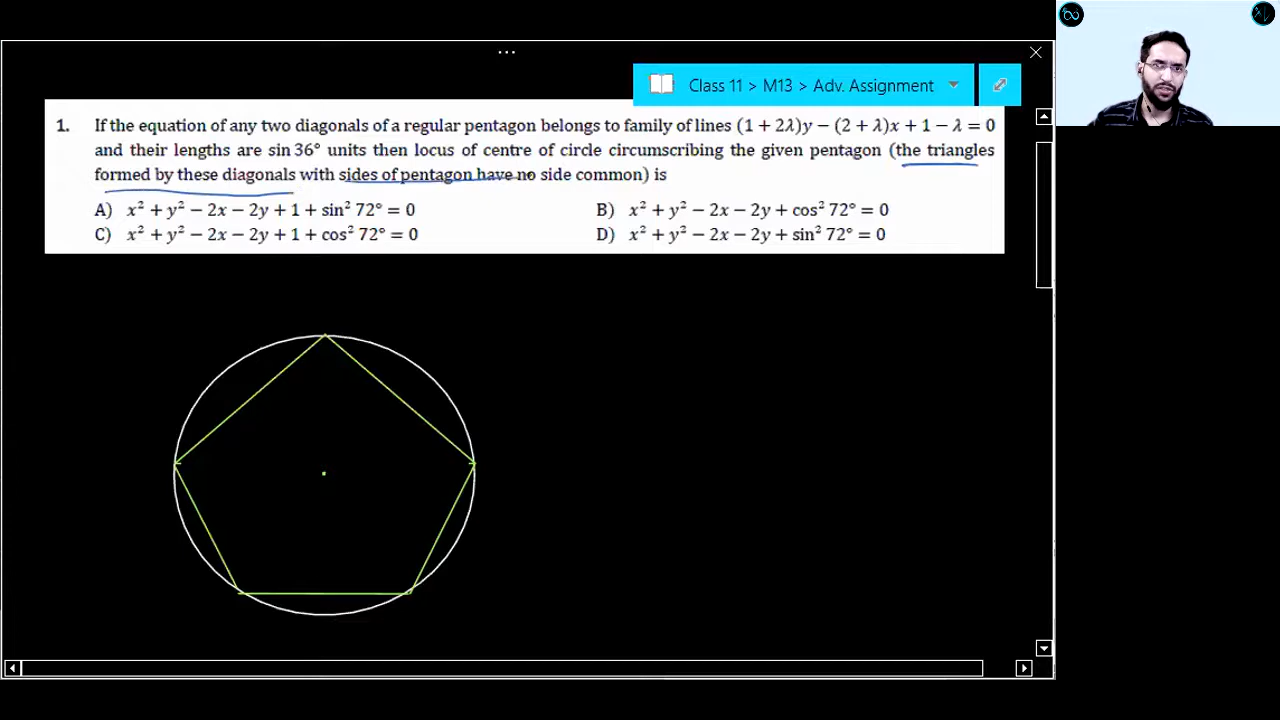 Class 11 > M13 > Adv. Assignment
1. If the equation of any two diagonals of a regular pentagon belongs to family of lines (1 + 2λ)y − (2 + λ)x + 1 − λ = 0
and their lengths are sin 36° units then locus of centre of circle circumscribing the given pentagon (the triangles
formed by these diagonals with sides of pentagon have no side common) is
A) x² + y² − 2x − 2y + 1 + sin² 72° = 0 B) x² + y² − 2x − 2y + cos² 72° = 0
C) x² + y² − 2x − 2y + 1 + cos² 72° = 0 D) x² + y² − 2x − 2y + sin² 72° = 0